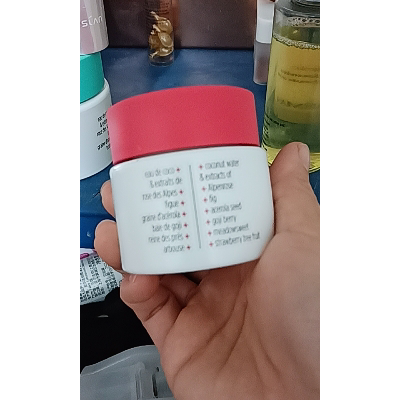 eau de coco +
& extraits de
rose des Alpes +
figue +
graine d'acérola +
baie de goji +
reine des prés +
arbouse +
+ coconut water
& extracts of
+ Alpenrose
+ fig
+ acerola seed
+ goji berry
+ meadowsweet
+ strawberry tree fruit